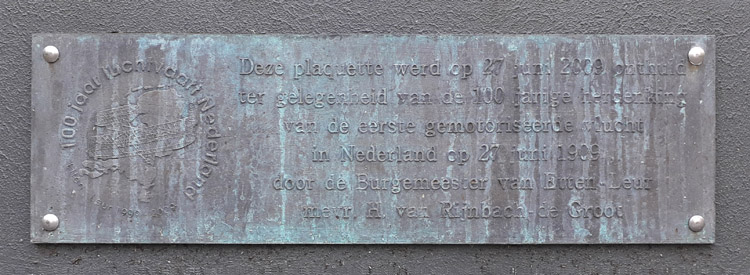 100 jaar luchtvaart Nederland
Deze plaquette werd op 27 juni 2009 onthuld
ter gelegenheid van de 100 jarige herdenking
van de eerste gemotoriseerde vlucht
in Nederland op 27 juni 1909
door de Burgemeester van Etten-Leur
mevr. H. van Rijnbach-de Groot